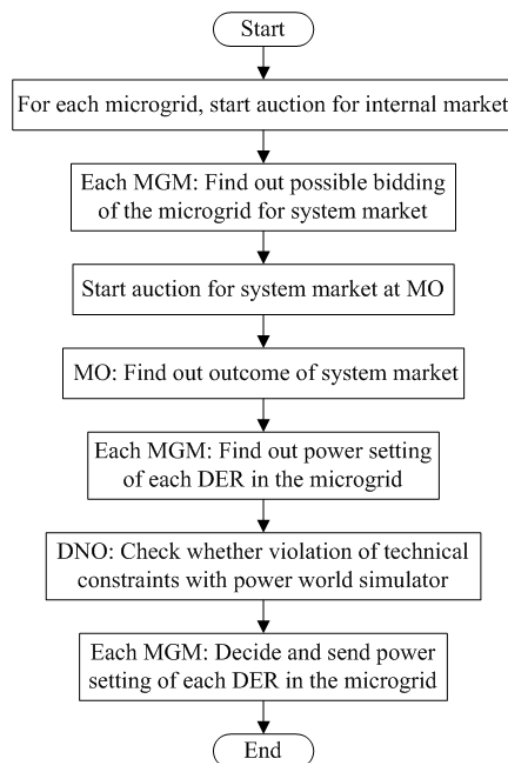 Start
For each microgrid, start auction for internal market
Each MGM: Find out possible bidding
of the microgrid for system market
Start auction for system market at MO
MO: Find out outcome of system market
Each MGM: Find out power setting
of each DER in the microgrid
DNO: Check whether violation of technical
constraints with power world simulator
Each MGM: Decide and send power
setting of each DER in the microgrid
End